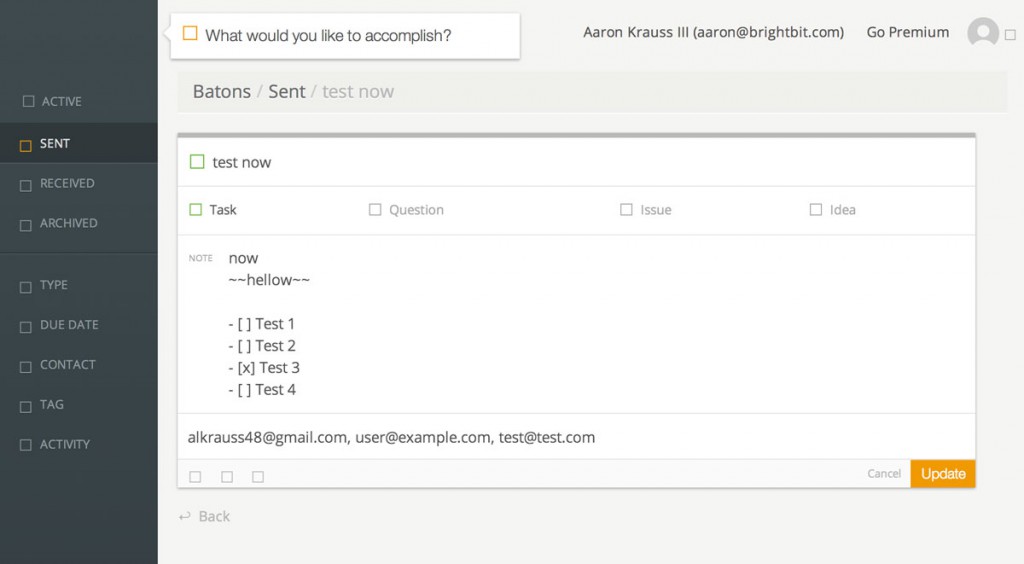 What would you like to accomplish?
Aaron Krauss III (aaron@brightbit.com) Go Premium
Batons / Sent / test now
ACTIVE
SENT
RECEIVED
ARCHIVED
TYPE
DUE DATE
CONTACT
TAG
ACTIVITY
test now
Task Question Issue Idea
NOTE now
~~hellow~~
- [ ] Test 1
- [ ] Test 2
- [x] Test 3
- [ ] Test 4
alkrauss48@gmail.com, user@example.com, test@test.com
Cancel Update
Back